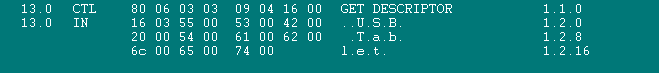 13.0 CTL 80 06 03 03 09 04 16 00 GET DESCRIPTOR 1.1.0
13.0 IN 16 03 55 00 53 00 42 00 ..U.S.B. 1.2.0
20 00 54 00 61 00 62 00 .T.a.b. 1.2.8
6c 00 65 00 74 00 l.e.t. 1.2.16